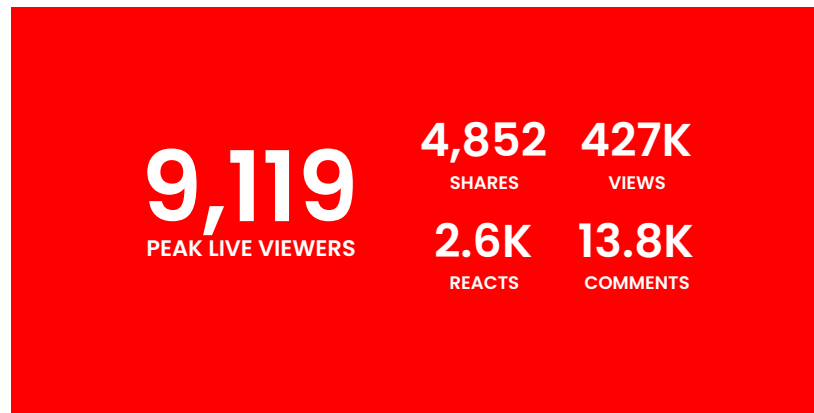 9,119
PEAK LIVE VIEWERS
4,852
SHARES
427K
VIEWS
2.6K
REACTS
13.8K
COMMENTS